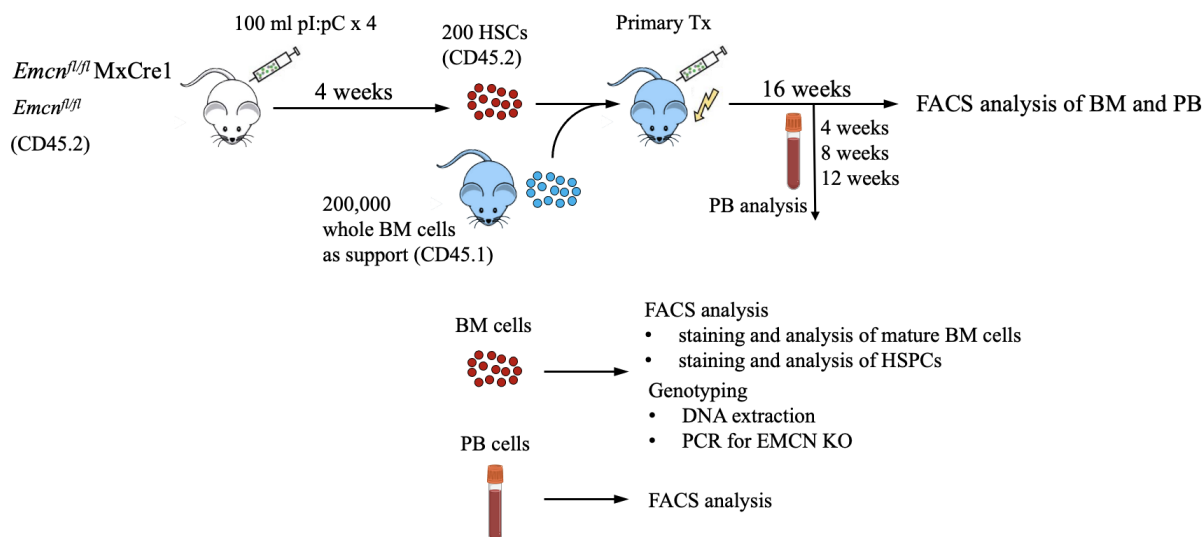 100 ml pI:pC x 4
200 HSCs
(CD45.2)
Primary Tx
Emcnfl/fl MxCre1
Emcnfl/fl
(CD45.2)
4 weeks
16 weeks
FACS analysis of BM and PB
4 weeks
8 weeks
12 weeks
PB analysis
200,000
whole BM cells
as support (CD45.1)
BM cells
FACS analysis
• staining and analysis of mature BM cells
• staining and analysis of HSPCs
Genotyping
• DNA extraction
• PCR for EMCN KO
PB cells
FACS analysis